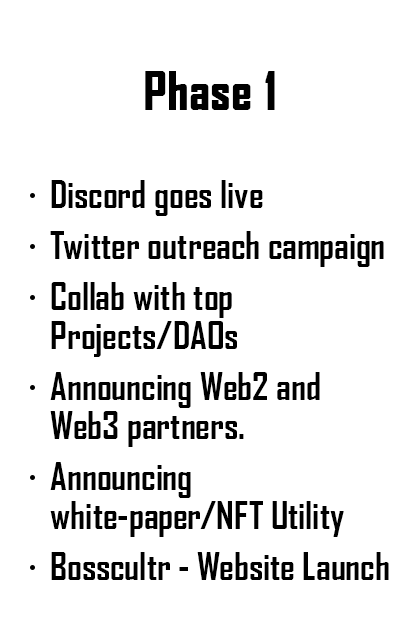 Phase 1
· Discord goes live
· Twitter outreach campaign
· Collab with top
Projects/DAOs
· Announcing Web2 and
Web3 partners.
· Announcing
white-paper/NFT Utility
· Bosscultr - Website Launch